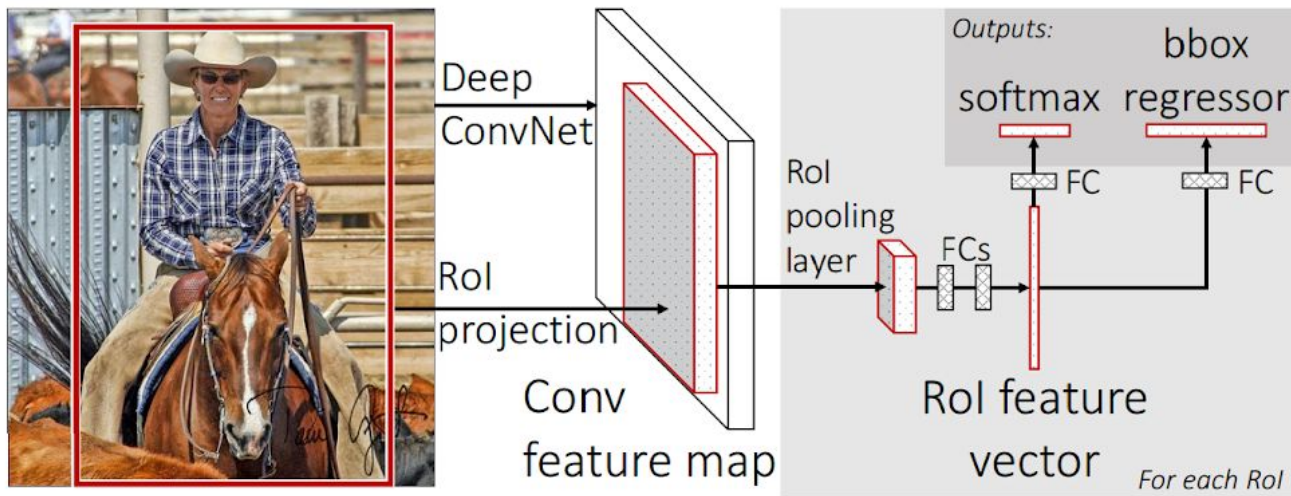 Deep
ConvNet
RoI
projection
Conv
feature map
RoI
pooling
layer
FCs
RoI feature
vector
Outputs:
softmax
bbox
regressor
FC
FC
For each RoI